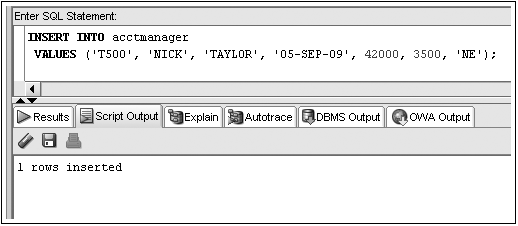 Enter SQL Statement:
INSERT INTO acctmanager
VALUES ('T500', 'NICK', 'TAYLOR', '05-SEP-09', 42000, 3500, 'NE');
Results Script Output Explain Autotrace DBMS Output OWA Output
1 rows inserted